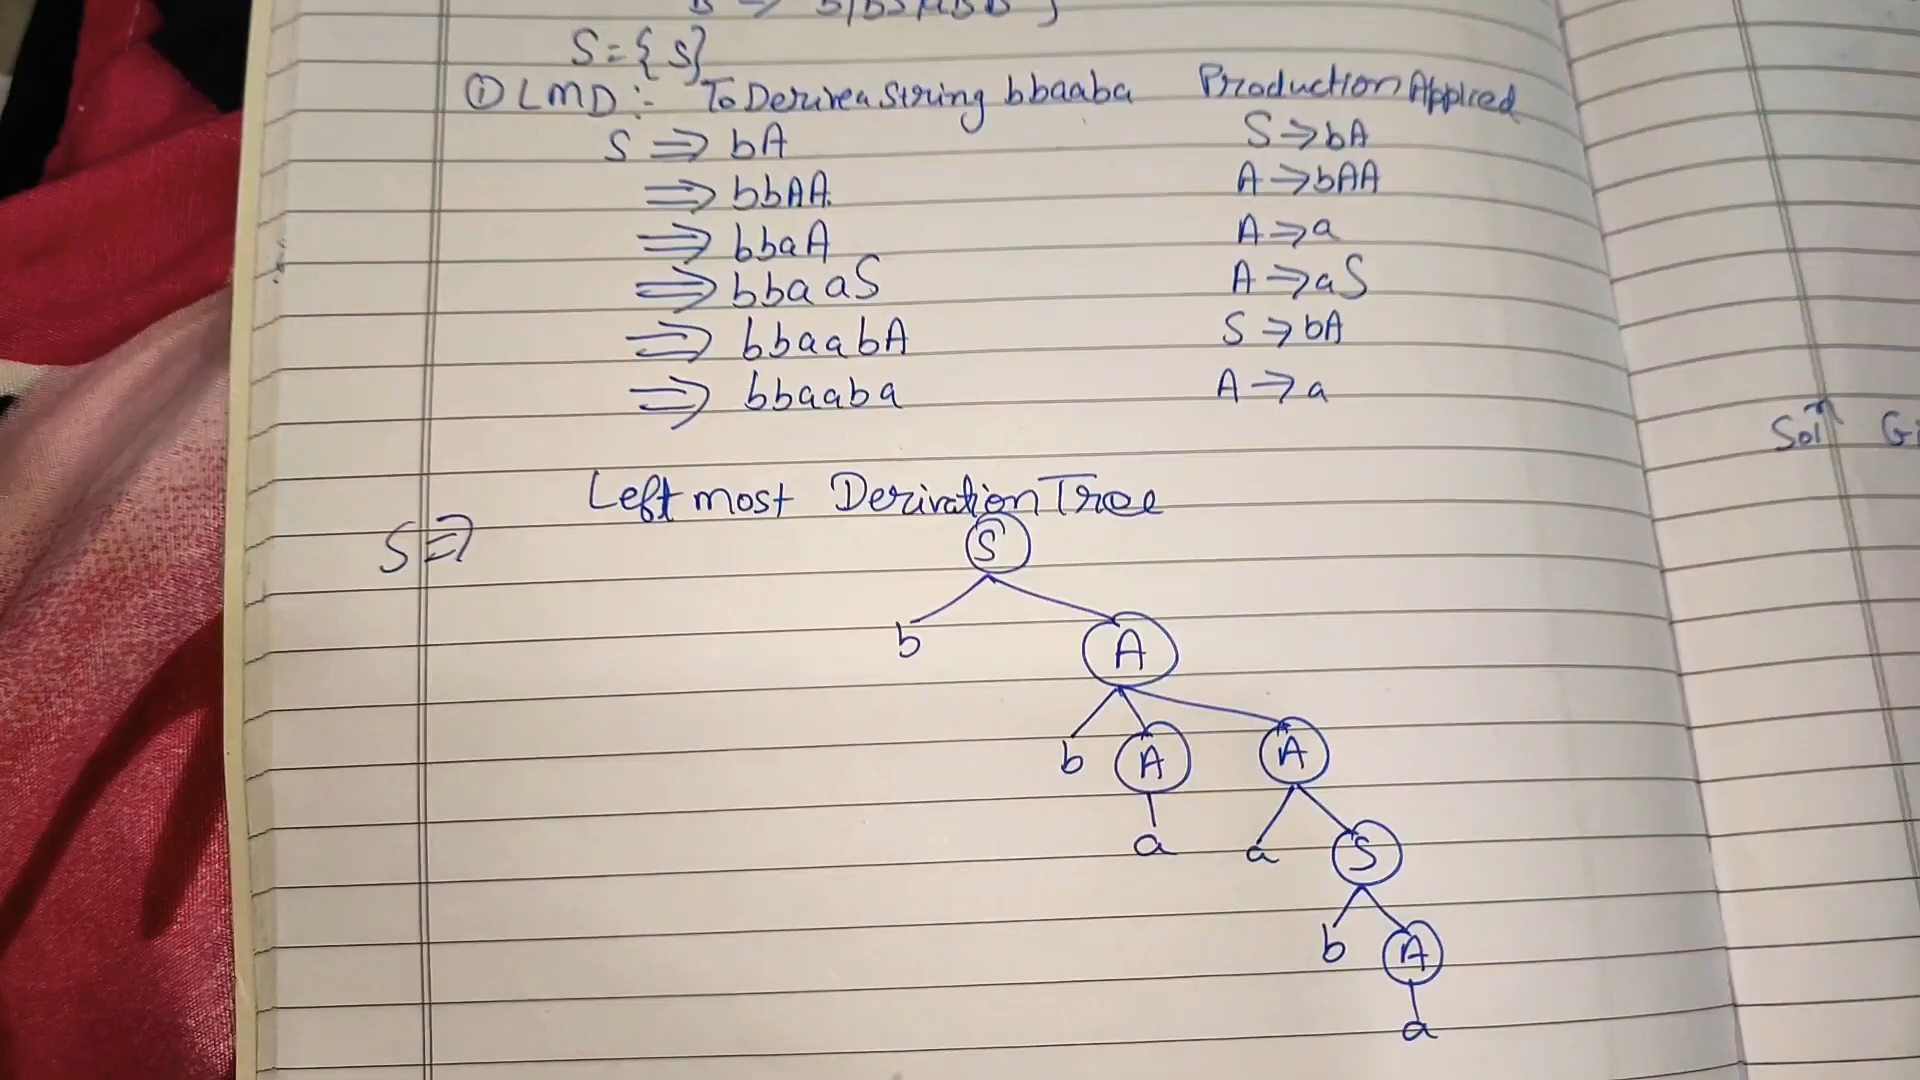 S={S}
① LMD :- To Derive a string bbaaba Production Applied
S ⇒ bA S→bA
⇒ bbAA. A→bAA
⇒ bbaA A→a
⇒ bbaaS A→aS
⇒ bbaabA S→bA
⇒ bbaaba A→a
Solⁿ
Left most Derivation Tree
S⇒ S
b A
b A A
a a S
b A
a